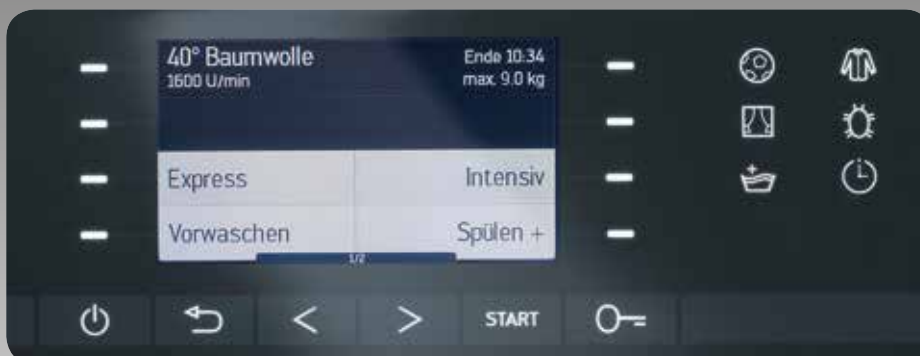 40° Baumwolle
1600 U/min
Ende 10:34
max. 9.0 kg
Express
Intensiv
Vorwaschen
Spülen +
1/2
START